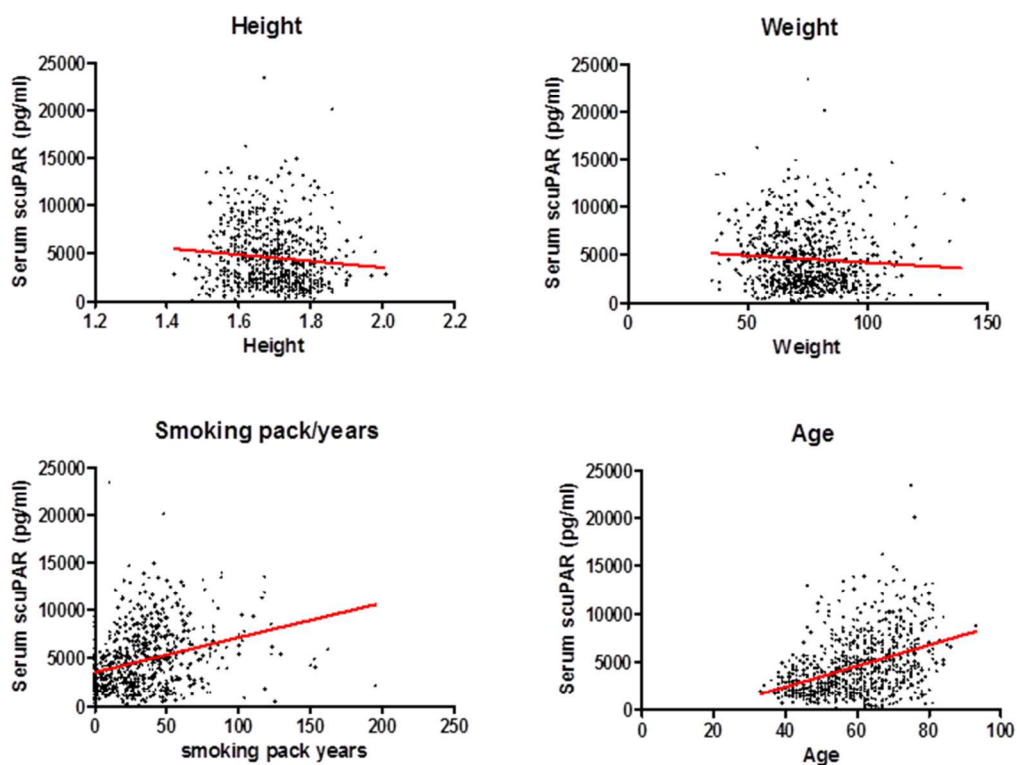 Height
Serum scuPAR (pg/ml)
25000
20000
15000
10000
5000
0
1.2 1.4 1.6 1.8 2.0 2.2
Height
Weight
Serum scuPAR (pg/ml)
25000
20000
15000
10000
5000
0
0 50 100 150
Weight
Smoking pack/years
Serum scuPAR (pg/ml)
25000
20000
15000
10000
5000
0
0 50 100 150 200 250
smoking pack years
Age
Serum scuPAR (pg/ml)
25000
20000
15000
10000
5000
0
0 20 40 60 80 100
Age